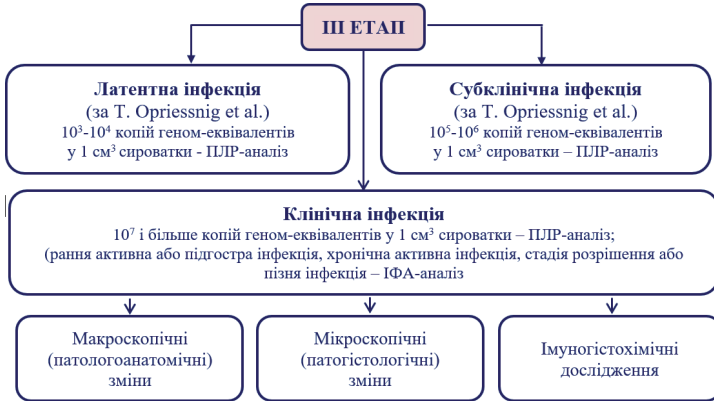 ІІІ ЕТАП
Латентна інфекція
(за T. Opriessnig et al.)
10³-10⁴ копій геном-еквівалентів
у 1 см³ сироватки - ПЛР-аналіз
Субклінічна інфекція
(за T. Opriessnig et al.)
10⁵-10⁶ копій геном-еквівалентів
у 1 см³ сироватки – ПЛР-аналіз
Клінічна інфекція
10⁷ і більше копій геном-еквівалентів у 1 см³ сироватки – ПЛР-аналіз;
(рання активна або підгостра інфекція, хронічна активна інфекція, стадія розрішення або
пізня інфекція – ІФА-аналіз
Макроскопічні
(патологоанатомічні)
зміни
Мікроскопічні
(патогістологічні)
зміни
Імуногістохімічні
дослідження